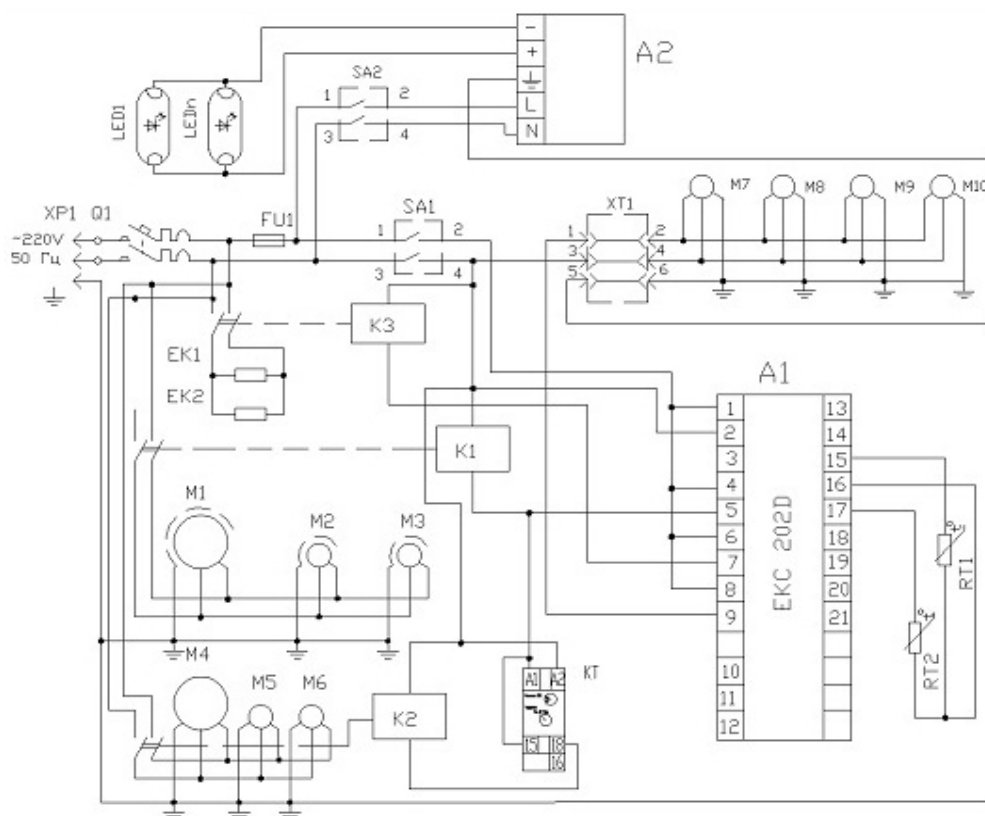 -
+
A2
SA2
1 2
L
3 4
N
LED1
LEDn
M7 M8 M9 M10
XP1 Q1
FU1
SA1
XT1
~220V
1 2
1 2
50 Гц
3 4
3 4
5 6
K3
EK1
EK2
A1
K1
1 13
2 14
3 15
4 16
5 17
6 18
7 19
8 20
9 21
10
11
12
EKC 202D
RT1
RT2
M1
M2
M3
M4
M5
M6
K2
KT
A1 A2
15 18
16